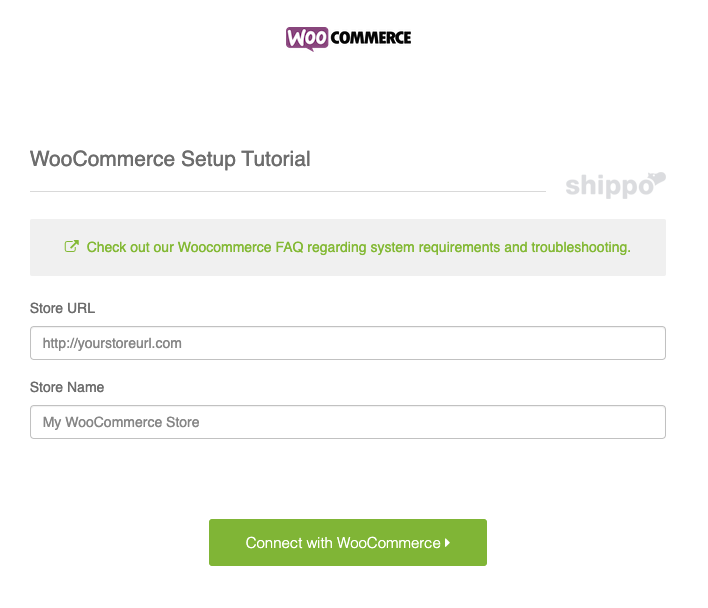 WOO COMMERCE
WooCommerce Setup Tutorial
shippo
Check out our Woocommerce FAQ regarding system requirements and troubleshooting.
Store URL
http://yourstoreurl.com
Store Name
My WooCommerce Store
Connect with WooCommerce